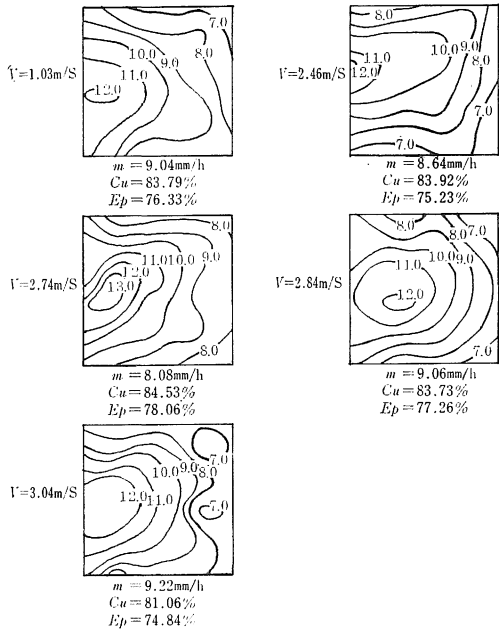 7.0
8.0
10.0 9.0
11.0
12.0
V=1.03m/S
m=9.04mm/h
Cu=83.79%
Ep=76.33%
8.0
10.0 9.0 8.0
11.0
12.0
V=2.46m/S
7.0
7.0
m=8.64mm/h
Cu=83.92%
Ep=75.23%
8.0
9.0
11.0 10.0
12.0
13.0
V=2.74m/S
8.0
m=8.08mm/h
Cu=84.53%
Ep=78.06%
8.0 7.0
10.0 9.0
11.0
12.0
V=2.84m/S
7.0
m=9.06mm/h
Cu=83.73%
Ep=77.26%
7.0
10.0 9.0 8.0
12.0 11.0
7.0
V=3.04m/S
m=9.22mm/h
Cu=81.06%
Ep=74.84%